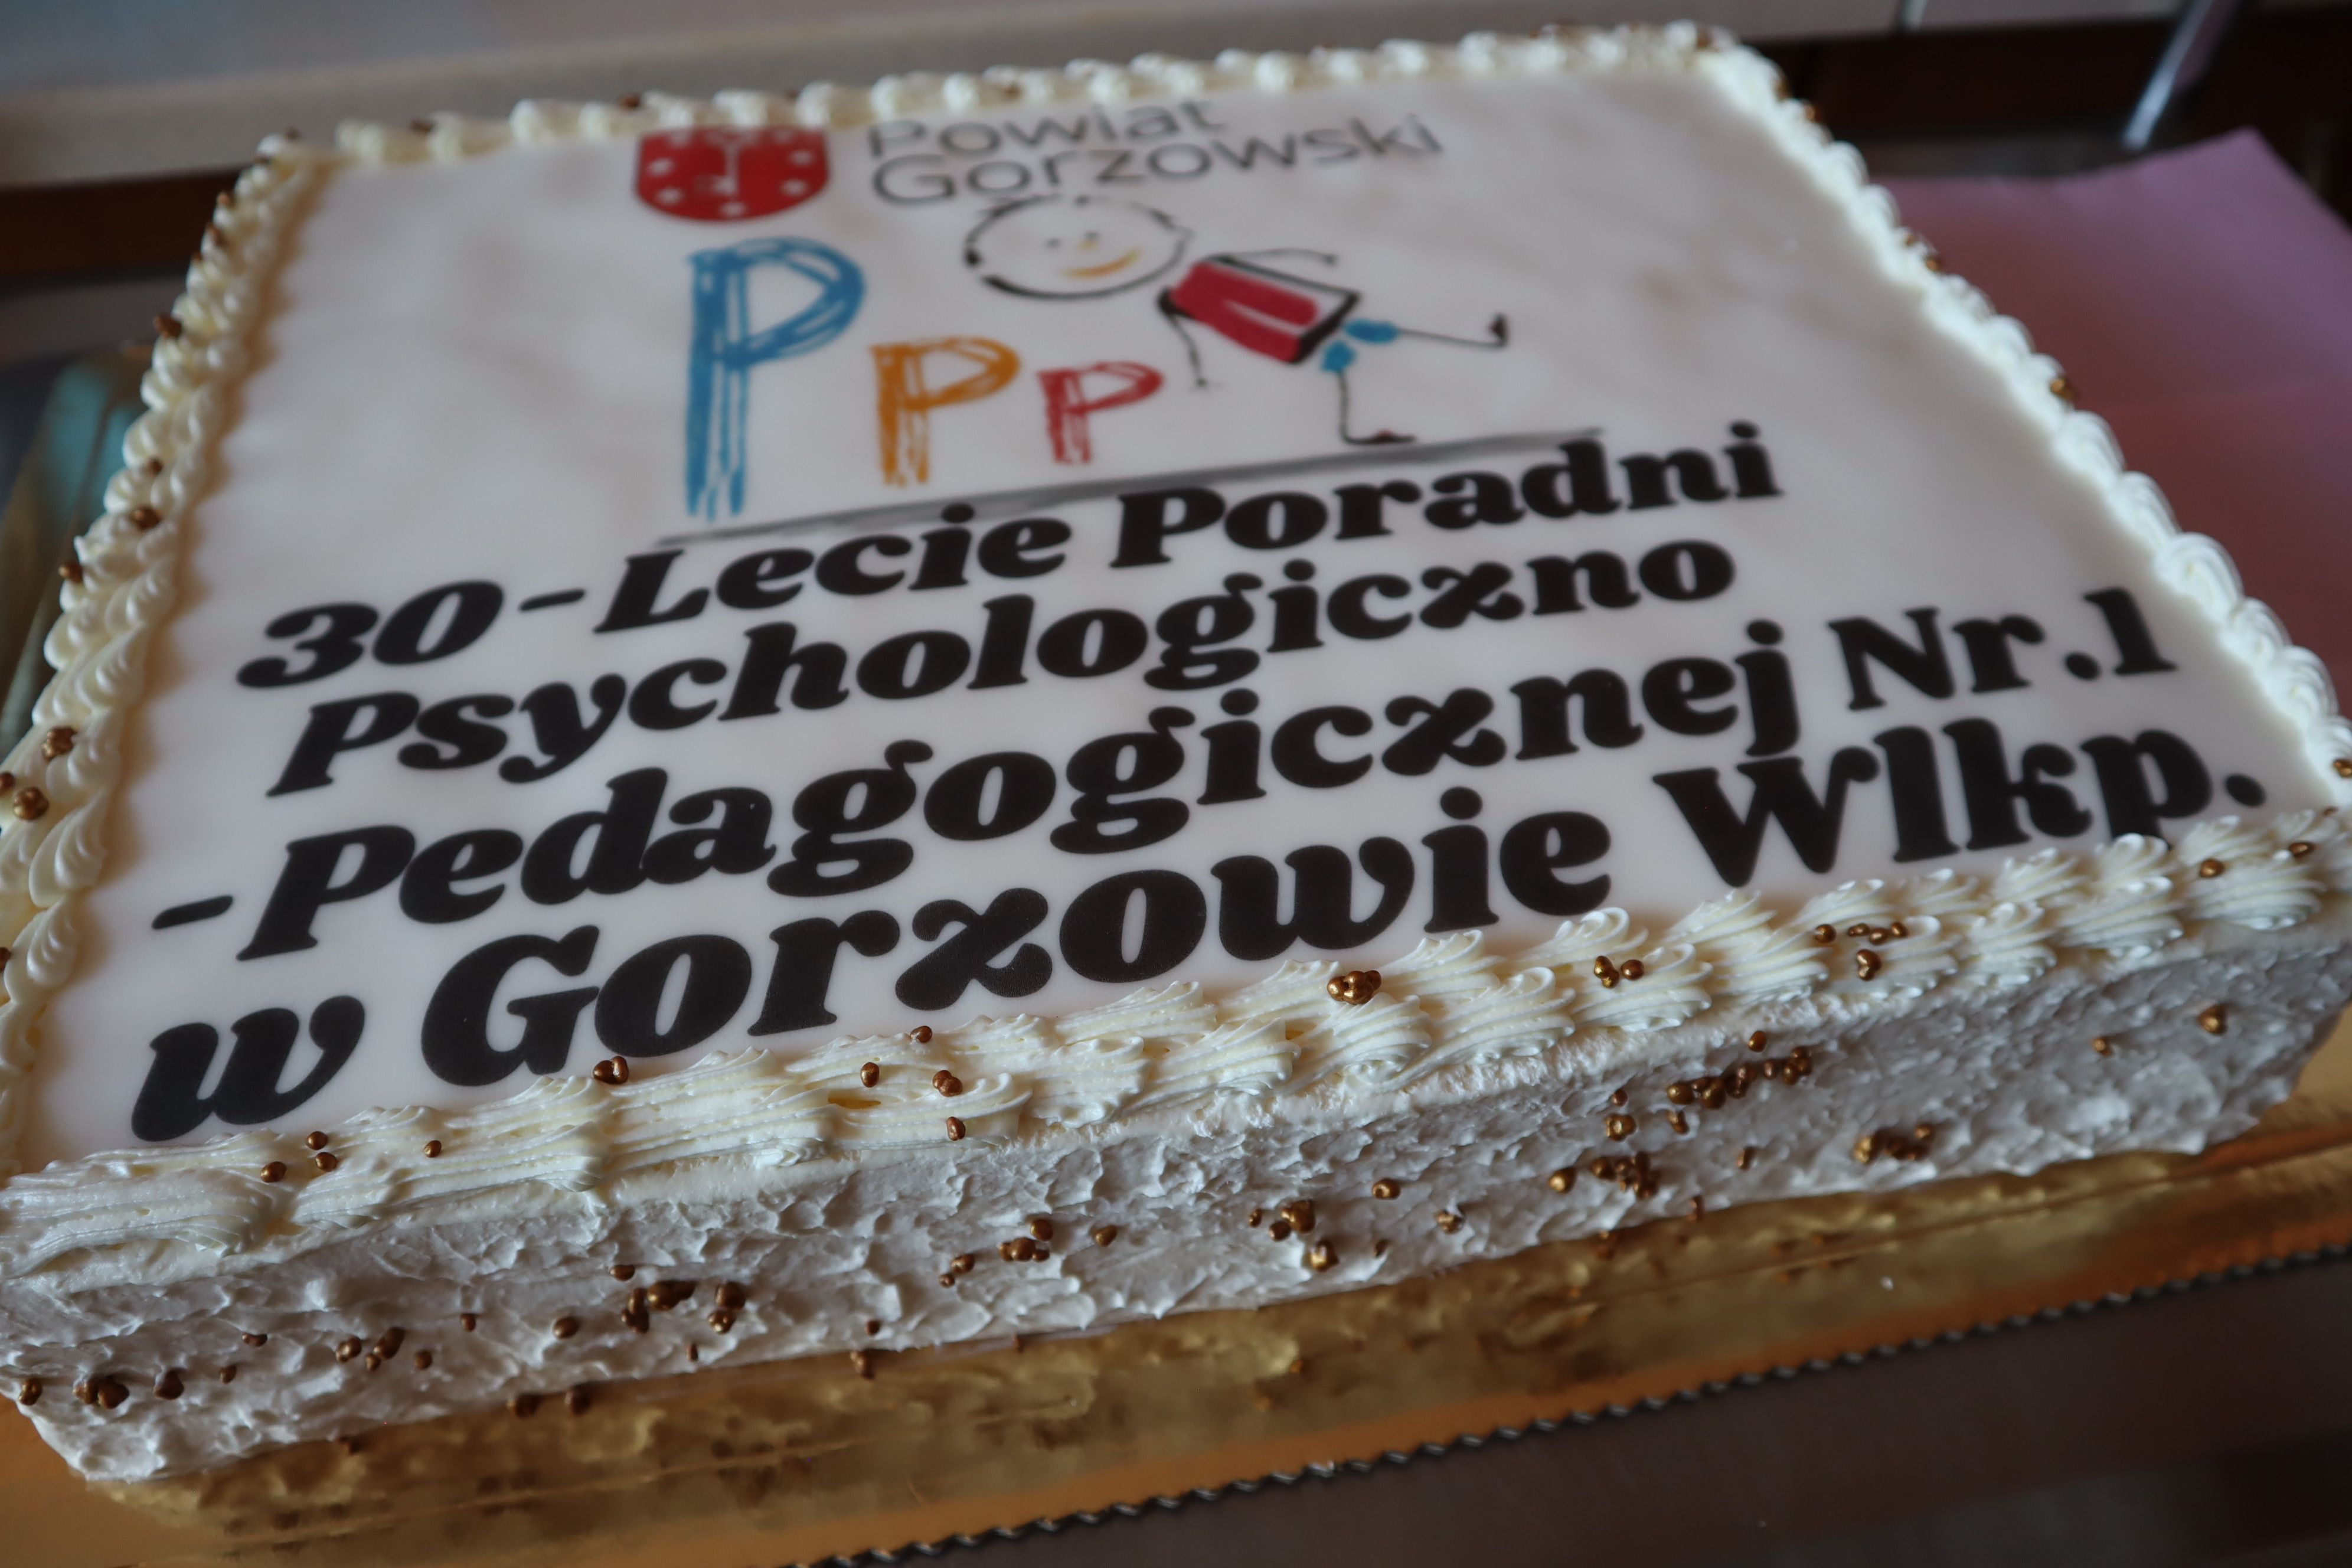 Powiat
Gorzowski
PPP
30-Lecie Poradni
Psychologiczno
-Pedagogicznej Nr.1
w Gorzowie Wlkp.